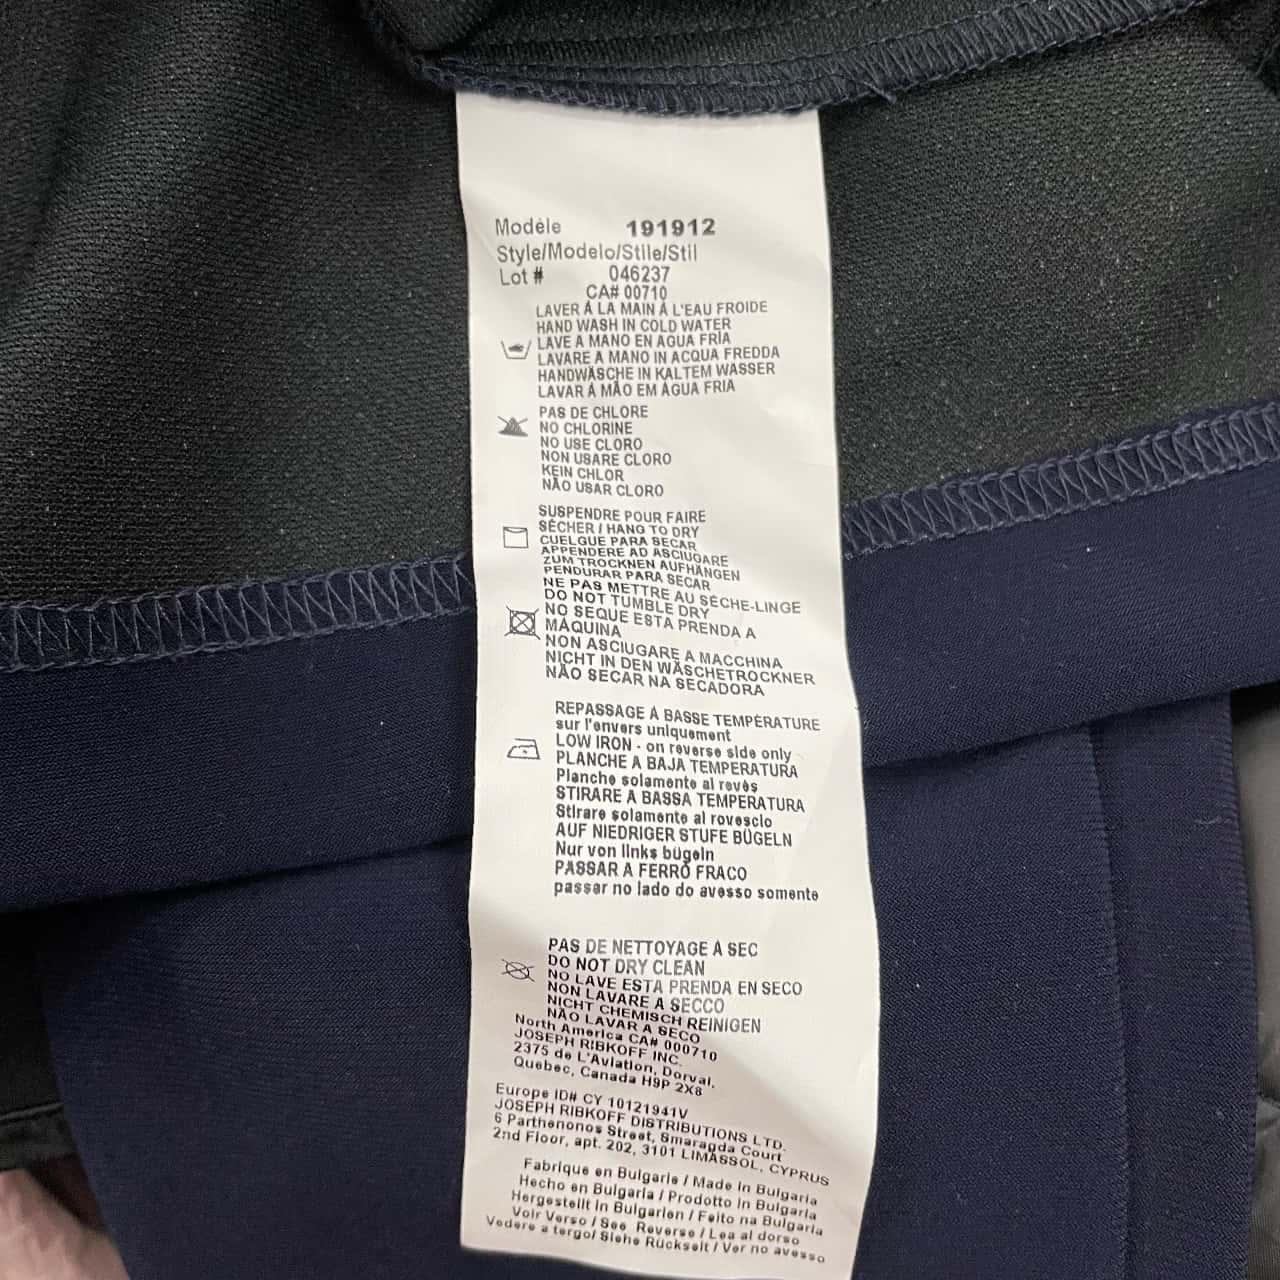 Modèle 191912
Style/Modelo/Stile/Stil
Lot # 046237
CA# 00710
LAVER À LA MAIN À L'EAU FROIDE
HAND WASH IN COLD WATER
LAVE A MANO EN AGUA FRÍA
LAVARE A MANO IN ACQUA FREDDA
HANDWÄSCHE IN KALTEM WASSER
LAVAR À MÃO EM ÁGUA FRIA
PAS DE CHLORE
NO CHLORINE
NO USE CLORO
NON USARE CLORO
KEIN CHLOR
NÃO USAR CLORO
SUSPENDRE POUR FAIRE
SÉCHER / HANG TO DRY
CUELGUE PARA SECAR
APPENDERE AD ASCIUGARE
ZUM TROCKNEN AUFHÄNGEN
PENDURAR PARA SECAR
NE PAS METTRE AU SÈCHE-LINGE
DO NOT TUMBLE DRY
NO SEQUE ESTA PRENDA A
MÁQUINA
NON ASCIUGARE A MACCHINA
NICHT IN DEN WÄSCHETROCKNER
NÃO SECAR NA SECADORA
REPASSAGE À BASSE TEMPÉRATURE
sur l'envers uniquement
LOW IRON - on reverse side only
PLANCHE A BAJA TEMPERATURA
Planche solamente al revés
STIRARE A BASSA TEMPERATURA
Stirare solamente al rovescio
AUF NIEDRIGER STUFE BÜGELN
Nur von links bügeln
PASSAR A FERRO FRACO
passar no lado do avesso somente
PAS DE NETTOYAGE À SEC
DO NOT DRY CLEAN
NO LAVE ESTA PRENDA EN SECO
NON LAVARE A SECCO
NICHT CHEMISCH REINIGEN
NÃO LAVAR A SECO
North America CA# 000710
JOSEPH RIBKOFF INC.
2375 de L'Aviation, Dorval.
Quebec, Canada H9P 2X8
Europe ID# CY 10121941V
JOSEPH RIBKOFF DISTRIBUTIONS LTD.
6 Parthenonos Street, Smaragda Court
2nd Floor, apt. 202, 3101 LIMASSOL, CYPRUS
Fabrique en Bulgarie / Made in Bulgaria
Hecho en Bulgaria / Prodotto in Bulgaria
Hergestellt in Bulgarien / Feito na Bulgaria
Voir Verso / See Reverse / Lea al dorso
Vedere a tergo/ Siehe Rückseit / Ver no avesso